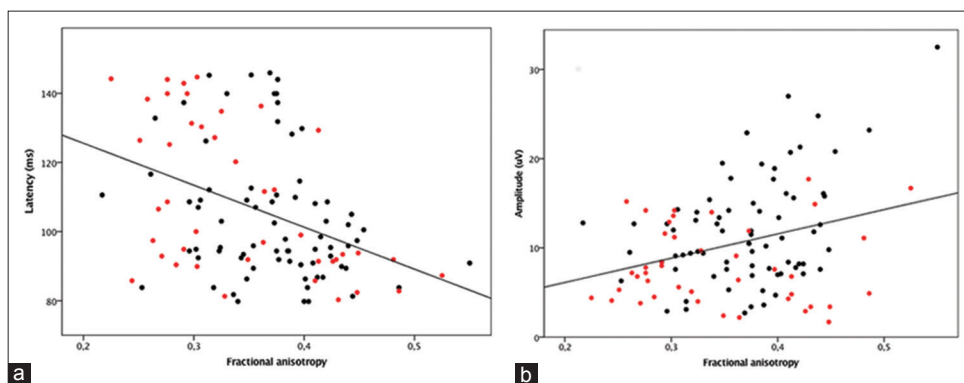 Latency (ms)
140
120
100
80
0,2 0,3 0,4 0,5
Fractional anisotropy
a
Amplitude (uV)
30
20
10
0
0,2 0,3 0,4 0,5
Fractional anisotropy
b